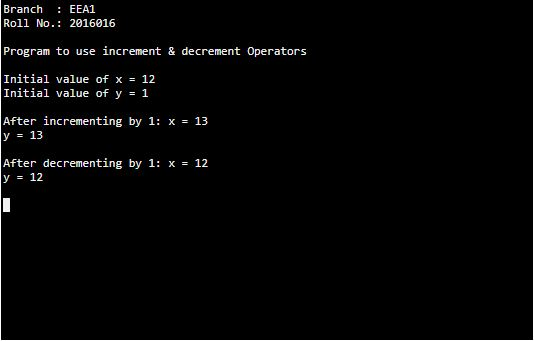 Branch  : EEA1
Roll No.: 2016016
Program to use increment & decrement Operators
Initial value of x = 12
Initial value of y = 1
After incrementing by 1: x = 13
y = 13
After decrementing by 1: x = 12
y = 12